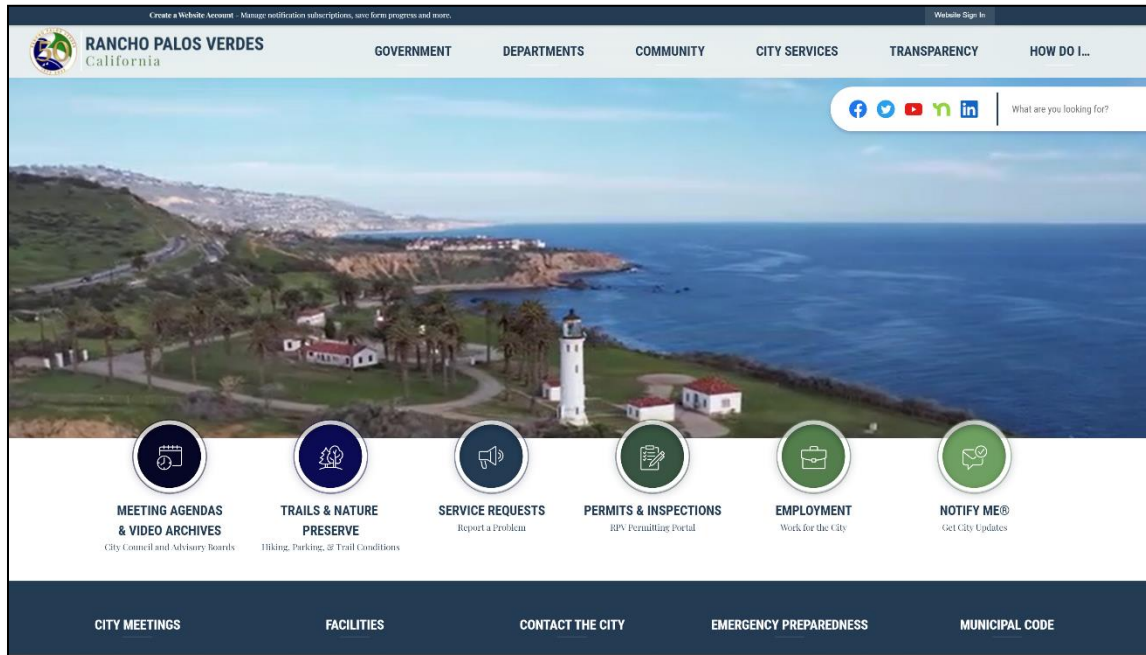 Create a Website Account - Manage notification subscriptions, save form progress and more.
Website Sign In
50
RANCHO PALOS VERDES
California
GOVERNMENT
DEPARTMENTS
COMMUNITY
CITY SERVICES
TRANSPARENCY
HOW DO I...
What are you looking for?
MEETING AGENDAS
& VIDEO ARCHIVES
City Council and Advisory Boards
TRAILS & NATURE
PRESERVE
Hiking, Parking, & Trail Conditions
SERVICE REQUESTS
Report a Problem
PERMITS & INSPECTIONS
RPV Permitting Portal
EMPLOYMENT
Work for the City
NOTIFY ME®
Get City Updates
CITY MEETINGS
FACILITIES
CONTACT THE CITY
EMERGENCY PREPAREDNESS
MUNICIPAL CODE